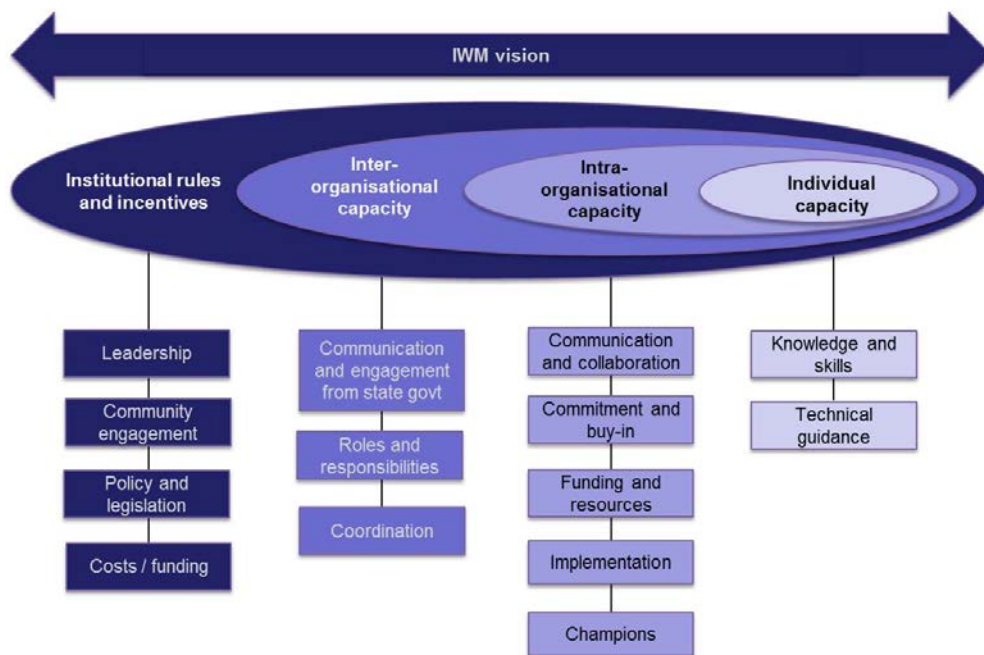 IWM vision
Institutional rules
and incentives
Inter-
organisational
capacity
Intra-
organisational
capacity
Individual
capacity
Leadership
Community
engagement
Policy and
legislation
Costs / funding
Communication
and engagement
from state govt
Roles and
responsibilities
Coordination
Communication
and collaboration
Commitment and
buy-in
Funding and
resources
Implementation
Champions
Knowledge and
skills
Technical
guidance